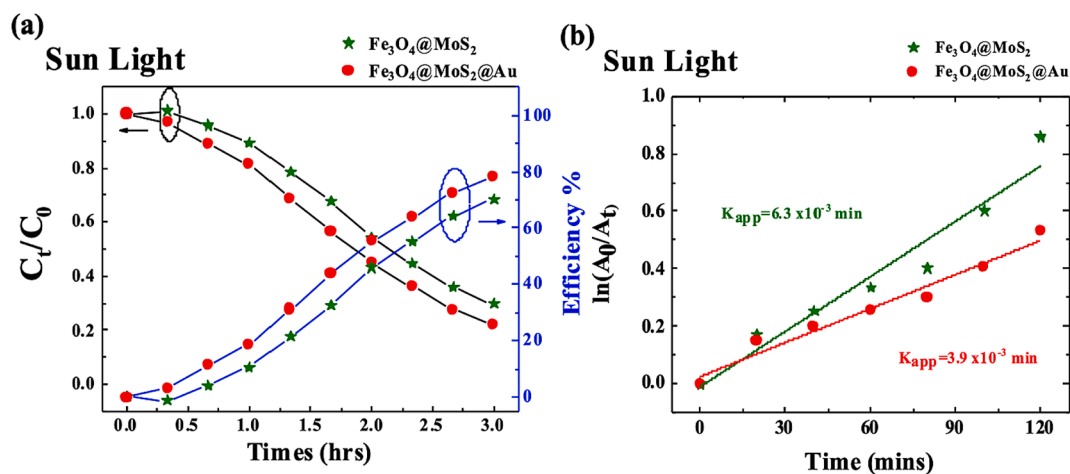 (a)
Sun Light
Fe₃O₄@MoS₂
Fe₃O₄@MoS₂@Au
1.0
0.8
0.6
0.4
0.2
0.0
Cₜ/C₀
100
80
60
40
20
0
Efficiency %
0.0 0.5 1.0 1.5 2.0 2.5 3.0
Times (hrs)
(b)
Sun Light
Fe₃O₄@MoS₂
Fe₃O₄@MoS₂@Au
1.0
0.8
0.6
0.4
0.2
0.0
ln(A₀/Aₜ)
Kapp=6.3 x10⁻³ min
Kapp=3.9 x10⁻³ min
0 30 60 90 120
Time (mins)